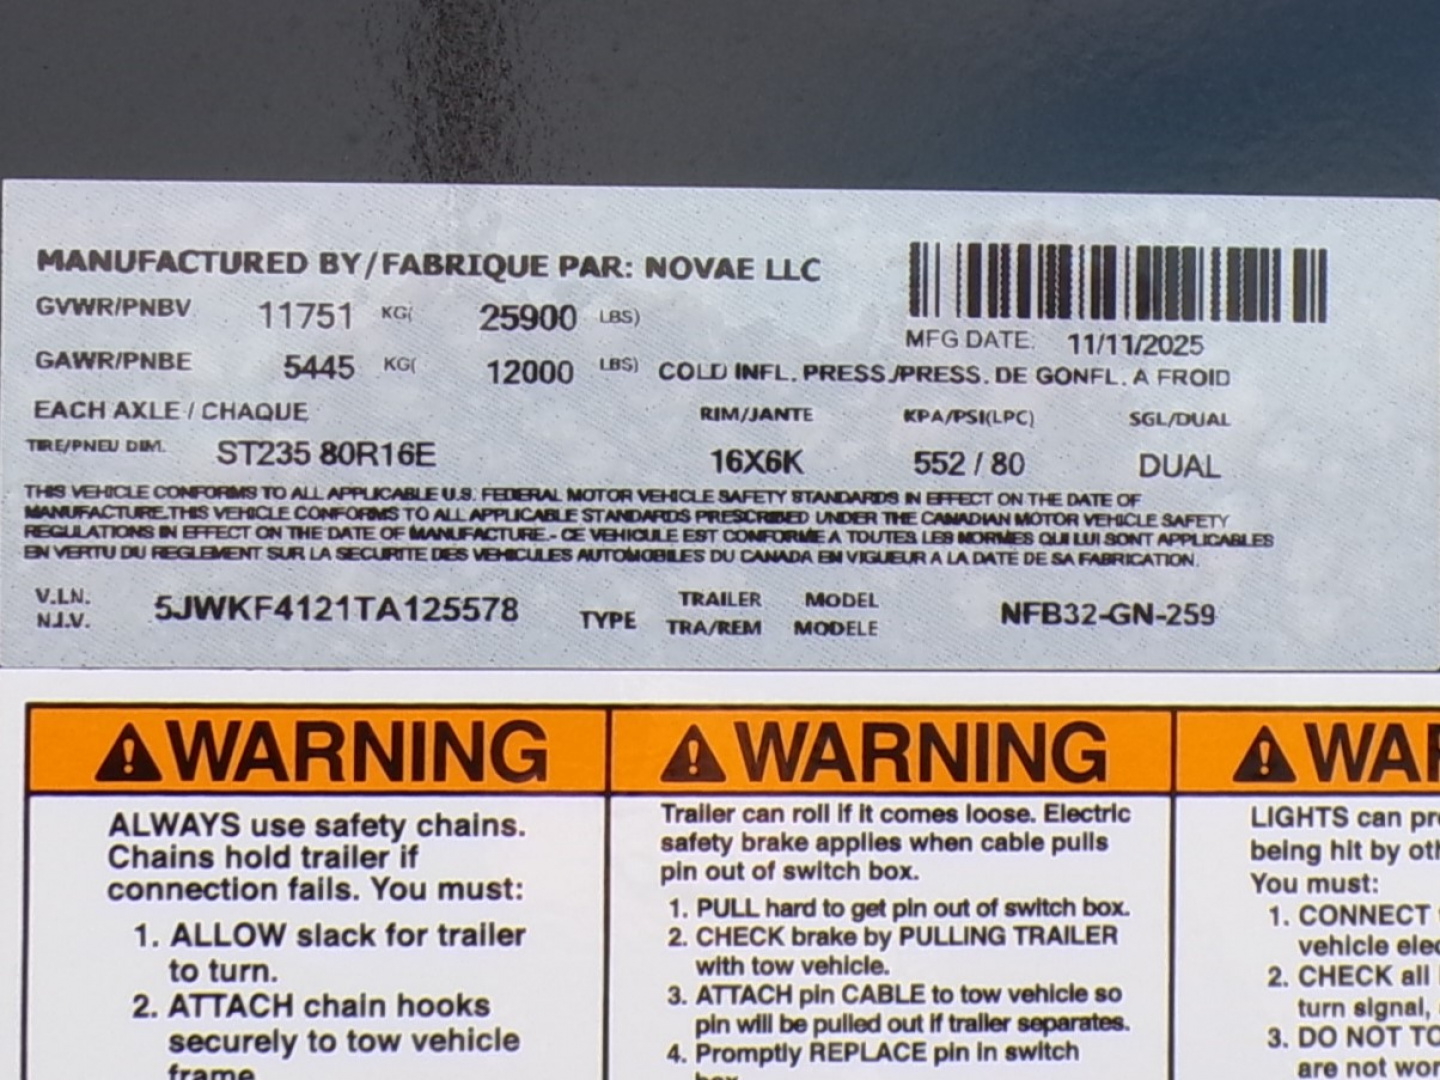 MANUFACTURED BY/FABRIQUE PAR: NOVAE LLC
GVWR/PNBV 11751 KG( 25900 LBS)
MFG DATE: 11/11/2025
GAWR/PNBE 5445 KG( 12000 LBS) COLD INFL. PRESS./PRESS. DE GONFL. A FROID
EACH AXLE / CHAQUE RIM/JANTE KPA/PSI(LPC) SGL/DUAL
TIRE/PNEU DIM. ST235 80R16E 16X6K 552 / 80 DUAL
THIS VEHICLE CONFORMS TO ALL APPLICABLE U.S. FEDERAL MOTOR VEHICLE SAFETY STANDARDS IN EFFECT ON THE DATE OF
MANUFACTURE.THIS VEHICLE CONFORMS TO ALL APPLICABLE STANDARDS PRESCRIBED UNDER THE CANADIAN MOTOR VEHICLE SAFETY
REGULATIONS IN EFFECT ON THE DATE OF MANUFACTURE.- CE VEHICULE EST CONFORME A TOUTES LES NORMES QUI LUI SONT APPLICABLES
EN VERTU DU REGLEMENT SUR LA SECURITE DES VEHICULES AUTOMOBILES DU CANADA EN VIGUEUR A LA DATE DE SA FABRICATION.
V.I.N. 5JWKF4121TA125578 TYPE TRAILER MODEL NFB32-GN-259
N.I.V. TRA/REM MODELE
WARNING
ALWAYS use safety chains.
Chains hold trailer if
connection fails. You must:
1. ALLOW slack for trailer
to turn.
2. ATTACH chain hooks
securely to tow vehicle
frame
WARNING
Trailer can roll if it comes loose. Electric
safety brake applies when cable pulls
pin out of switch box.
1. PULL hard to get pin out of switch box.
2. CHECK brake by PULLING TRAILER
with tow vehicle.
3. ATTACH pin CABLE to tow vehicle so
pin will be pulled out if trailer separates.
4. Promptly REPLACE pin in switch
box.
WAR
LIGHTS can pr
being hit by oth
You must:
1. CONNECT
vehicle elec
2. CHECK all
turn signal,
3. DO NOT TO
are not wor